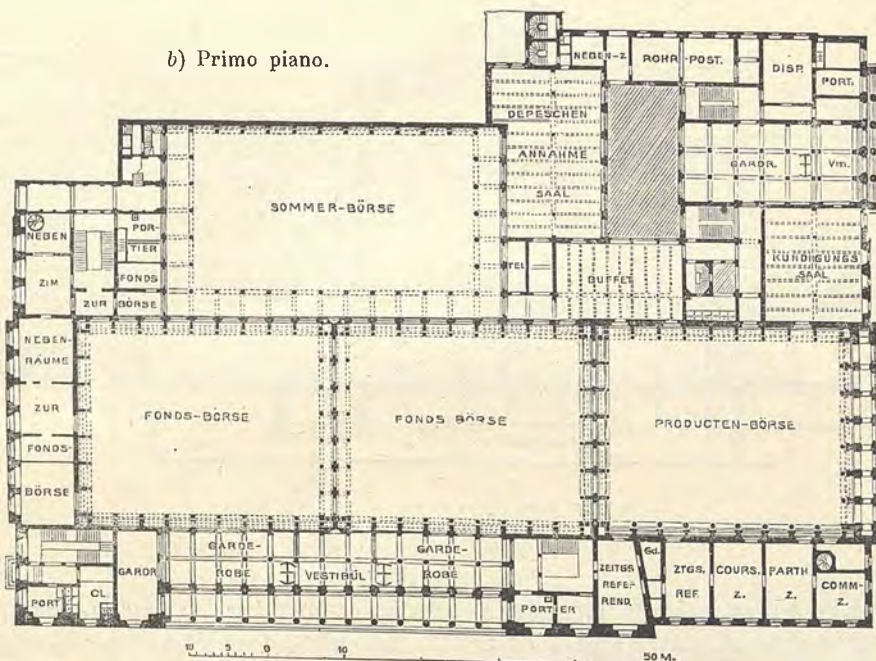 b) Primo piano.
NEBEN-Z.
ROHR-POST.
DISP.
PORT.
DEPESCHEN
ANNAHME
SAAL
GARDR.
Vm.
SOMMER-BÖRSE
NEBEN
ZIM
ZUR
POR-
TIER
FONDS
BÖRSE
TEL
BUFFET
KÜNDIGUNGS
SAAL
NEBEN-
RÄUME
ZUR
FONDS-
BÖRSE
FONDS-BÖRSE
FONDS BÖRSE
PRODUCTEN-BÖRSE
PORT
CL
GARDR
GARDE-
ROBE
VESTIBÜL
GARDE-
ROBE
PORTIER
ZEITGS
REFE-
REND.
Gd.
ZTGS.
REF.
COURS.
Z.
PARTH
Z.
COMM-
Z.
10 5 0 10 50 M.